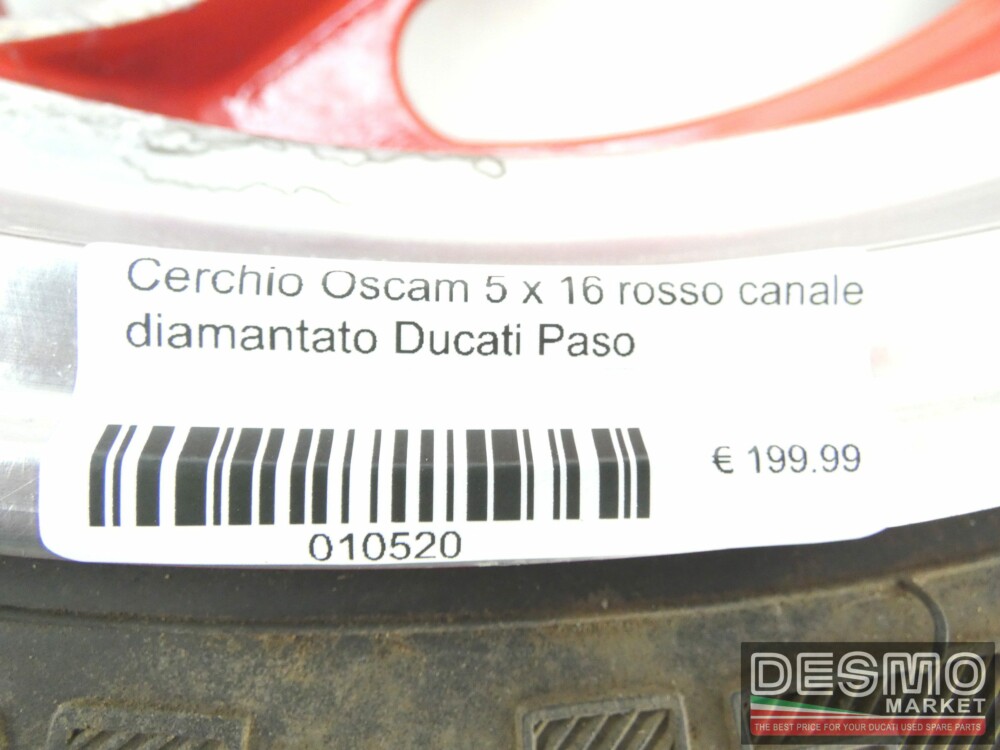 Cerchio Oscam 5 x 16 rosso canale
diamantato Ducati Paso
€ 199.99
010520
DESMO
MARKET
THE BEST PRICE FOR YOUR DUCATI USED SPARE PARTS